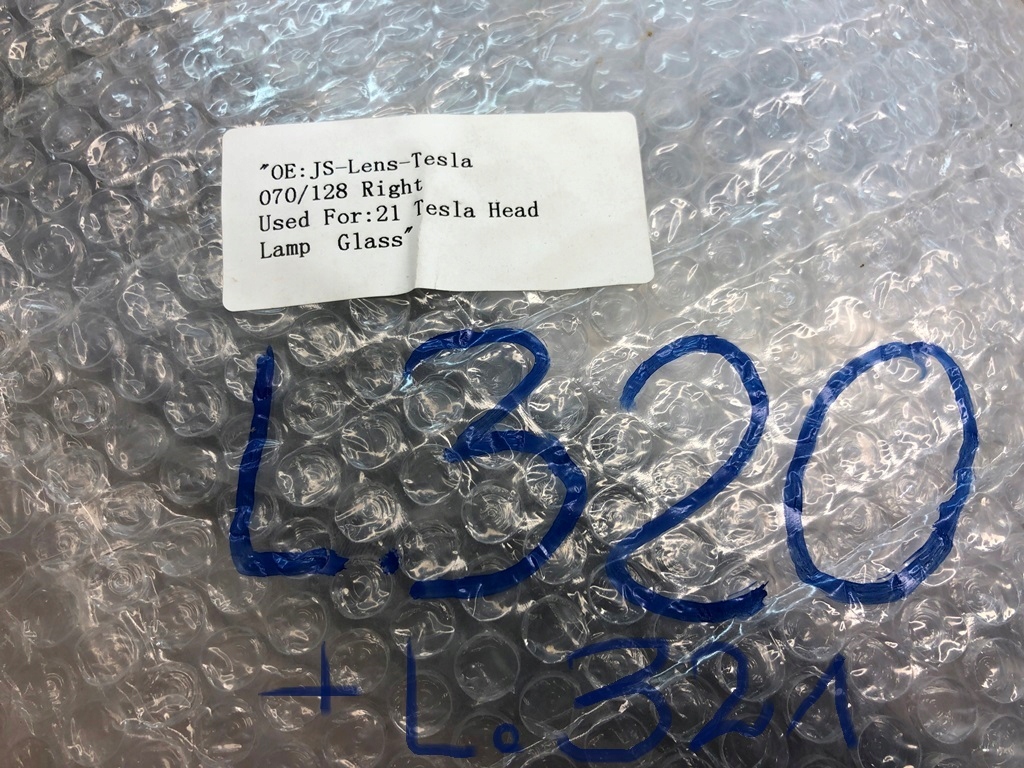 "OE:JS-Lens-Tesla
070/128 Right
Used For:21 Tesla Head
Lamp Glass"
L.320
+ L.321